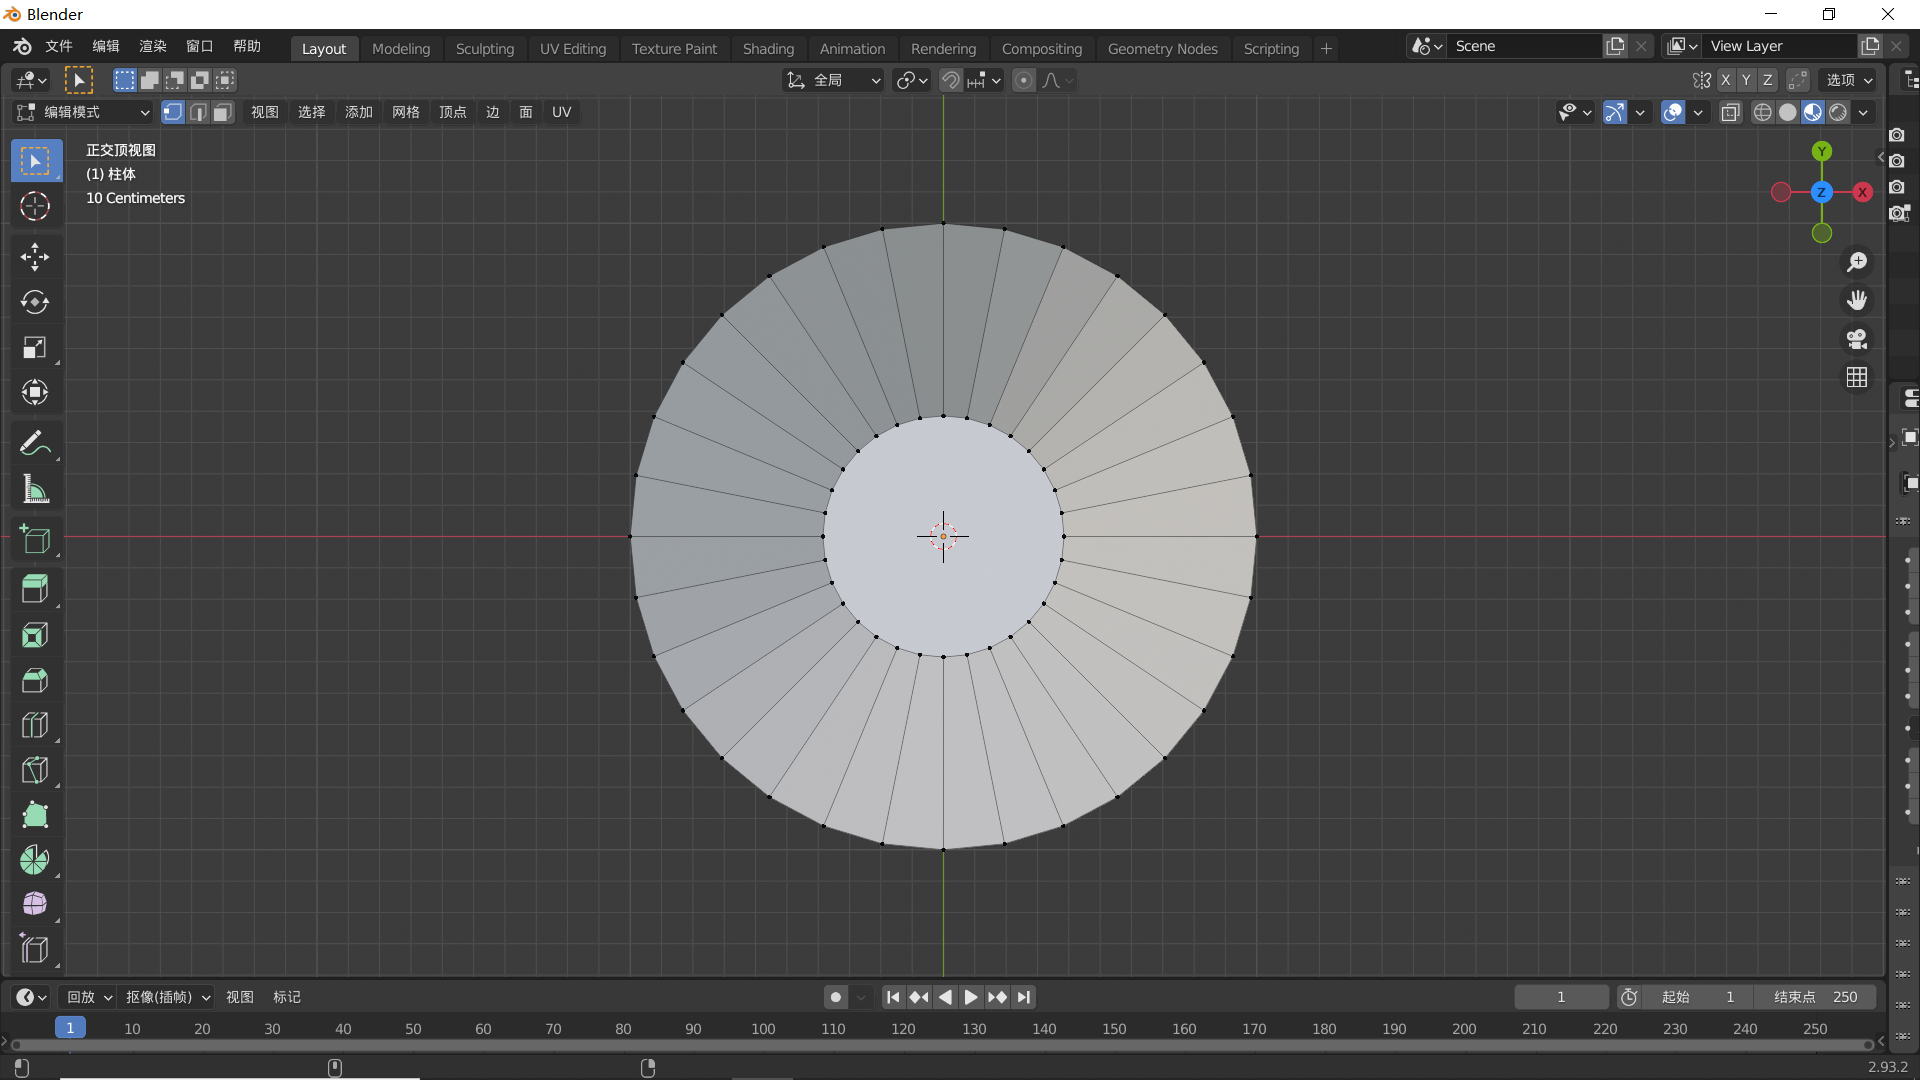 Blender
文件 编辑 渲染 窗口 帮助 Layout Modeling Sculpting UV Editing Texture Paint Shading Animation Rendering Compositing Geometry Nodes Scripting + Scene View Layer
全局 X Y Z 选项
编辑模式 视图 选择 添加 网格 顶点 边 面 UV
正交顶视图
(1) 柱体
10 Centimeters
Y
Z X
回放 抠像(插帧) 视图 标记 1 起始 1 结束点 250
1 10 20 30 40 50 60 70 80 90 100 110 120 130 140 150 160 170 180 190 200 210 220 230 240 250
2.93.2